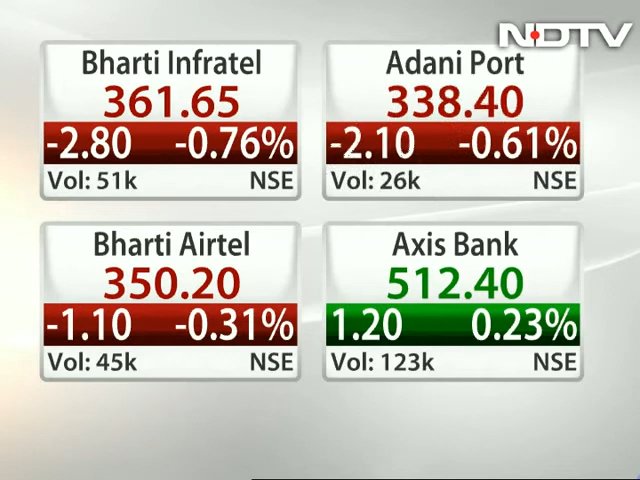 NDTV
Bharti Infratel
361.65
-2.80 -0.76%
Vol: 51k NSE
Adani Port
338.40
-2.10 -0.61%
Vol: 26k NSE
Bharti Airtel
350.20
-1.10 -0.31%
Vol: 45k NSE
Axis Bank
512.40
1.20 0.23%
Vol: 123k NSE